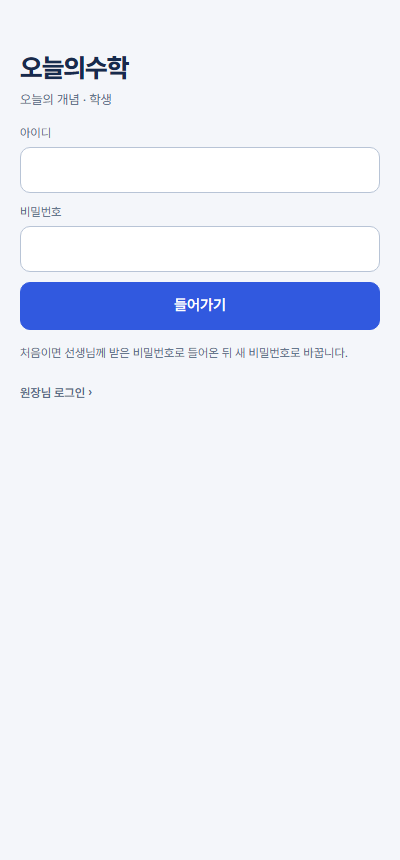 오늘의수학
오늘의 개념 · 학생
아이디
비밀번호
들어가기
처음이면 선생님께 받은 비밀번호로 들어온 뒤 새 비밀번호로 바꿉니다.
원장님 로그인 ›